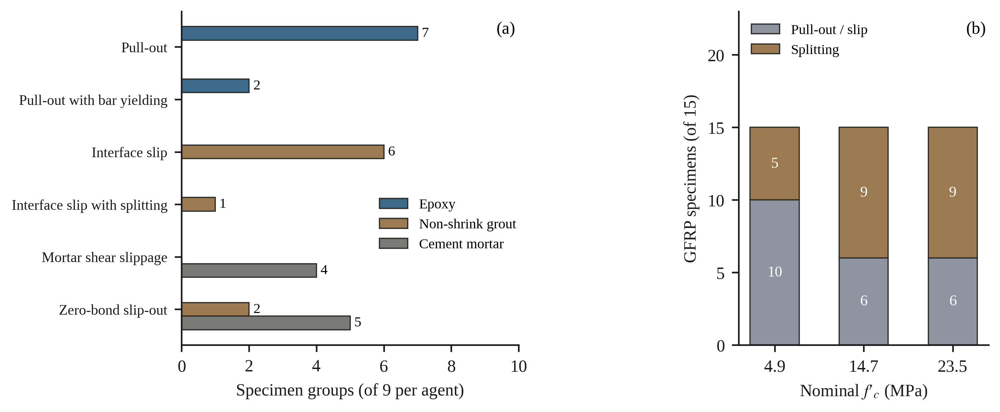 (a)
Pull-out
7
Pull-out with bar yielding
2
Interface slip
6
Interface slip with splitting
1
Mortar shear slippage
4
Zero-bond slip-out
2
5
Epoxy
Non-shrink grout
Cement mortar
0 2 4 6 8 10
Specimen groups (of 9 per agent)
(b)
Pull-out / slip
Splitting
GFRP specimens (of 15)
20
15
10
5
0
5 9 9
10 6 6
4.9 14.7 23.5
Nominal f′c (MPa)